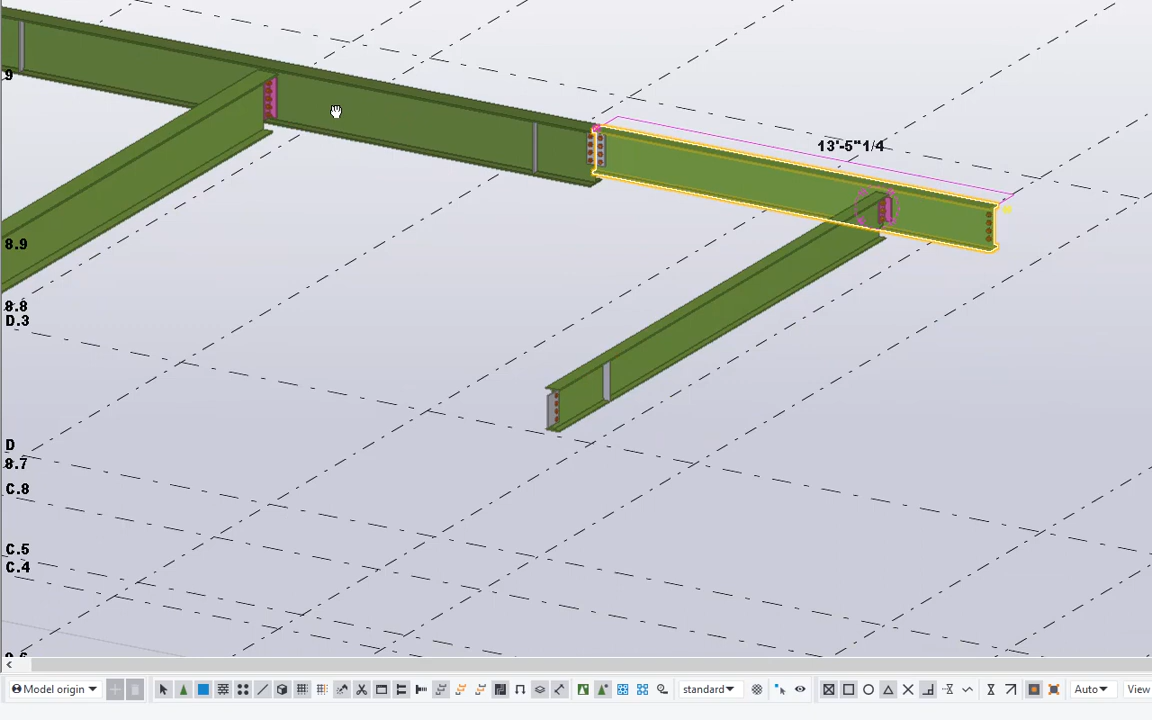 9
13'-5"1/4
8.9
8.8
D.3
D
8.7
C.8
C.5
C.4
Model origin
standard
Auto
View